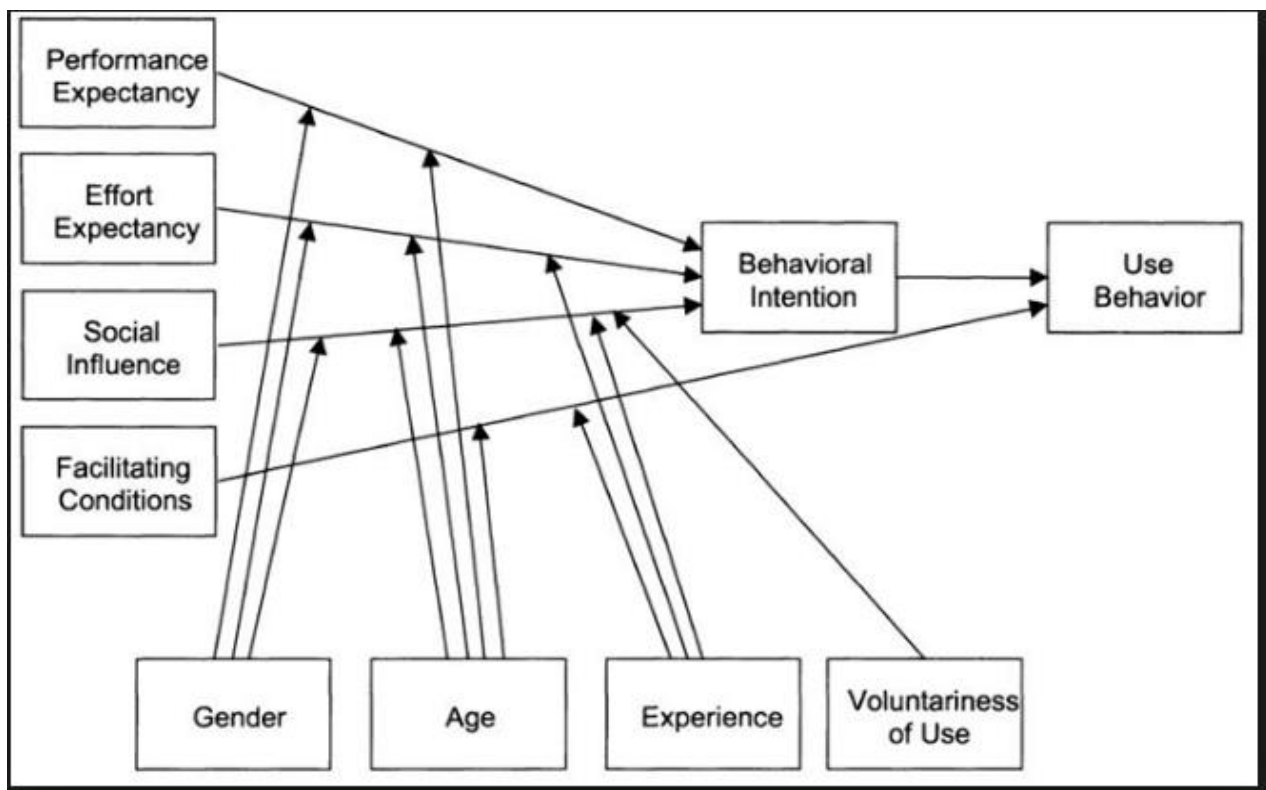 Performance
Expectancy
Effort
Expectancy
Social
Influence
Facilitating
Conditions
Behavioral
Intention
Use
Behavior
Gender
Age
Experience
Voluntariness
of Use